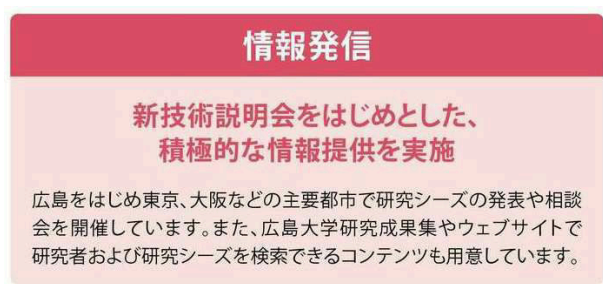 情報発信
新技術説明会をはじめとした、
積極的な情報提供を実施
広島をはじめ東京、大阪などの主要都市で研究シーズの発表や相談
会を開催しています。また、広島大学研究成果集やウェブサイトで
研究者および研究シーズを検索できるコンテンツも用意しています。